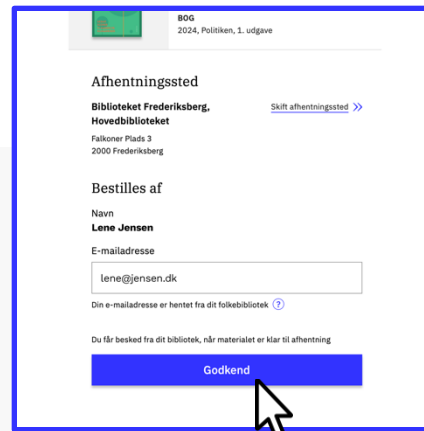 BOG
2024, Politiken, 1. udgave
Afhentningssted
Biblioteket Frederiksberg, Hovedbiblioteket
Skift afhentningssted
Falkoner Plads 3
2000 Frederiksberg
Bestilles af
Navn
Lene Jensen
E-mailadresse
lene@jensen.dk
Din e-mailadresse er hentet fra dit folkebibliotek ?
Du får besked fra dit bibliotek, når materialet er klar til afhentning
Godkend